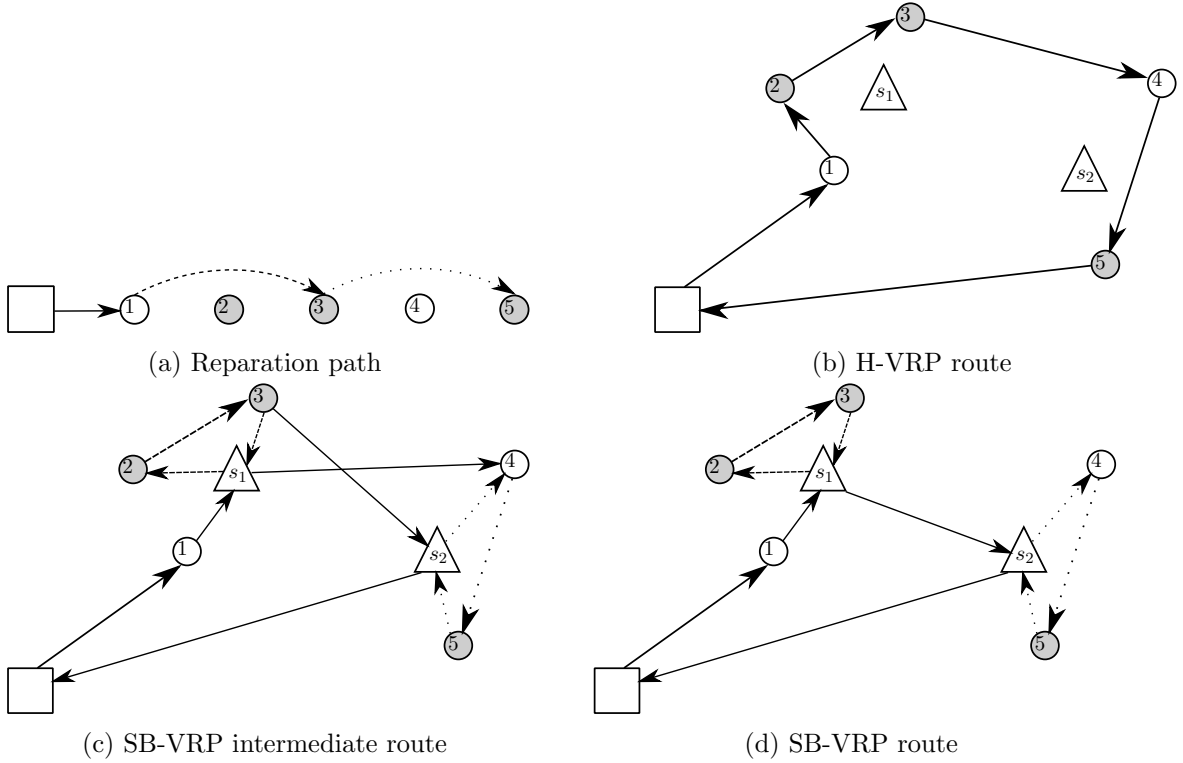 1 2 3 4 5
(a) Reparation path
3
4
2
s1
1
s2
5
(b) H-VRP route
3
2
s1
4
1
s2
5
(c) SB-VRP intermediate route
3
2
s1
4
1
s2
5
(d) SB-VRP route